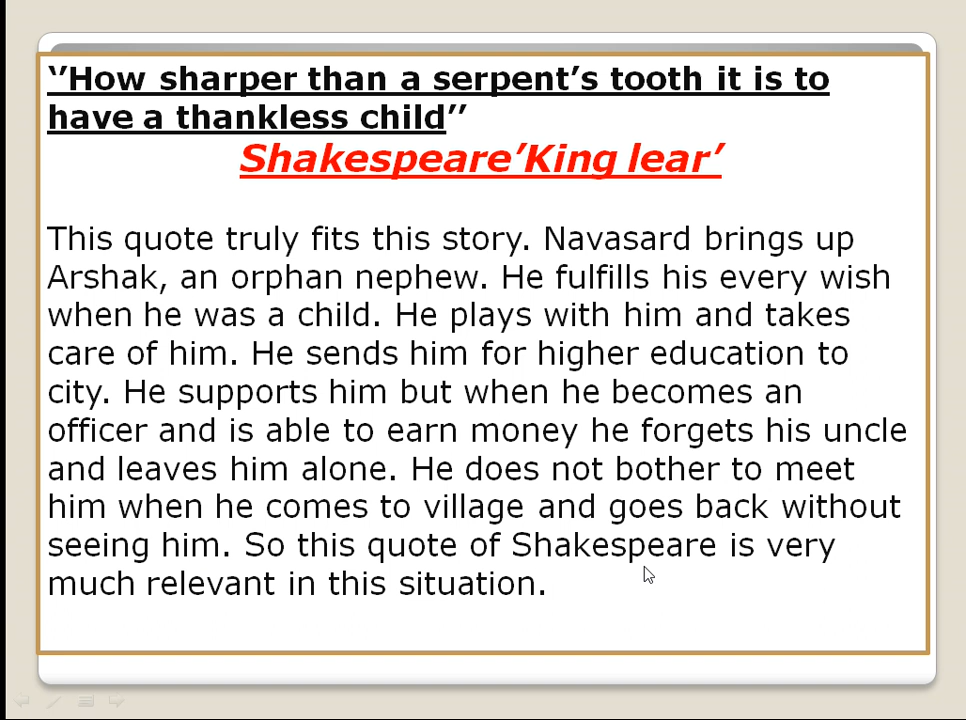 ‘’How sharper than a serpent’s tooth it is to
have a thankless child’’
Shakespeare’King lear’
This quote truly fits this story. Navasard brings up
Arshak, an orphan nephew. He fulfills his every wish
when he was a child. He plays with him and takes
care of him. He sends him for higher education to
city. He supports him but when he becomes an
officer and is able to earn money he forgets his uncle
and leaves him alone. He does not bother to meet
him when he comes to village and goes back without
seeing him. So this quote of Shakespeare is very
much relevant in this situation.